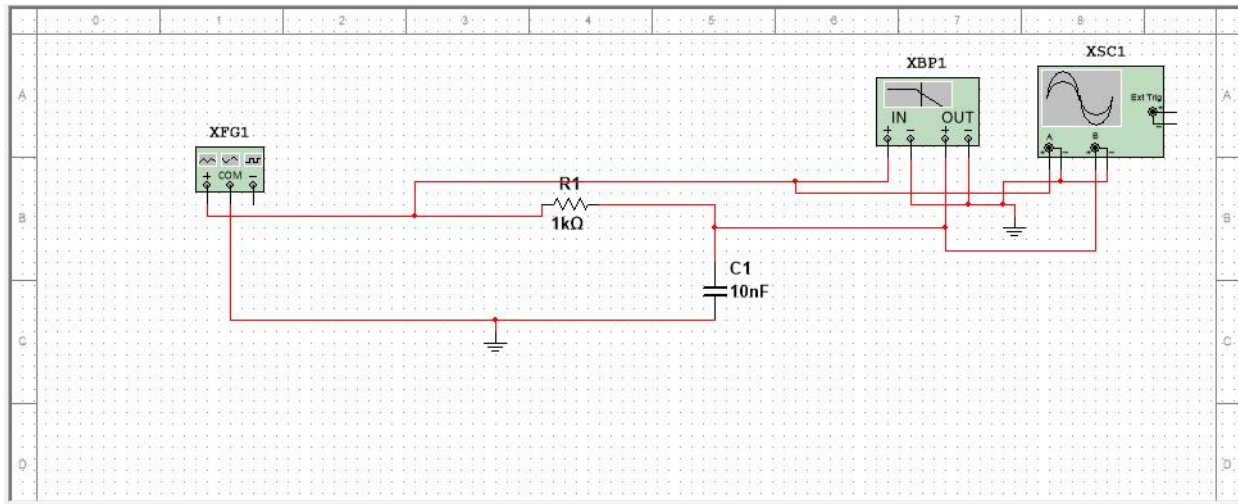 0 1 2 3 4 5 6 7 8
XSC1
XBP1
A
A
Ext Trig
IN OUT
+ − + −
A B
XFG1
COM
+ −
R1
B
B
1kΩ
C1
10nF
C
C
D
D